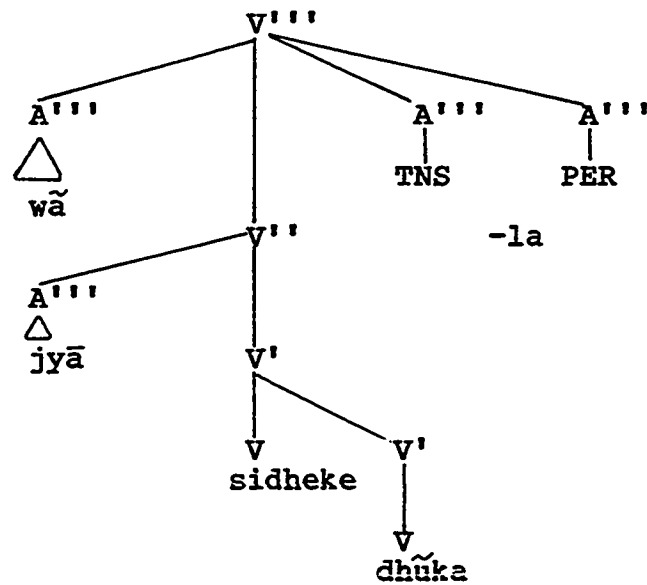 V'''
A''' A''' A'''
TNS PER
wã
V'' -la
A'''
jyā
V'
V V'
sidheke
V
dhũka